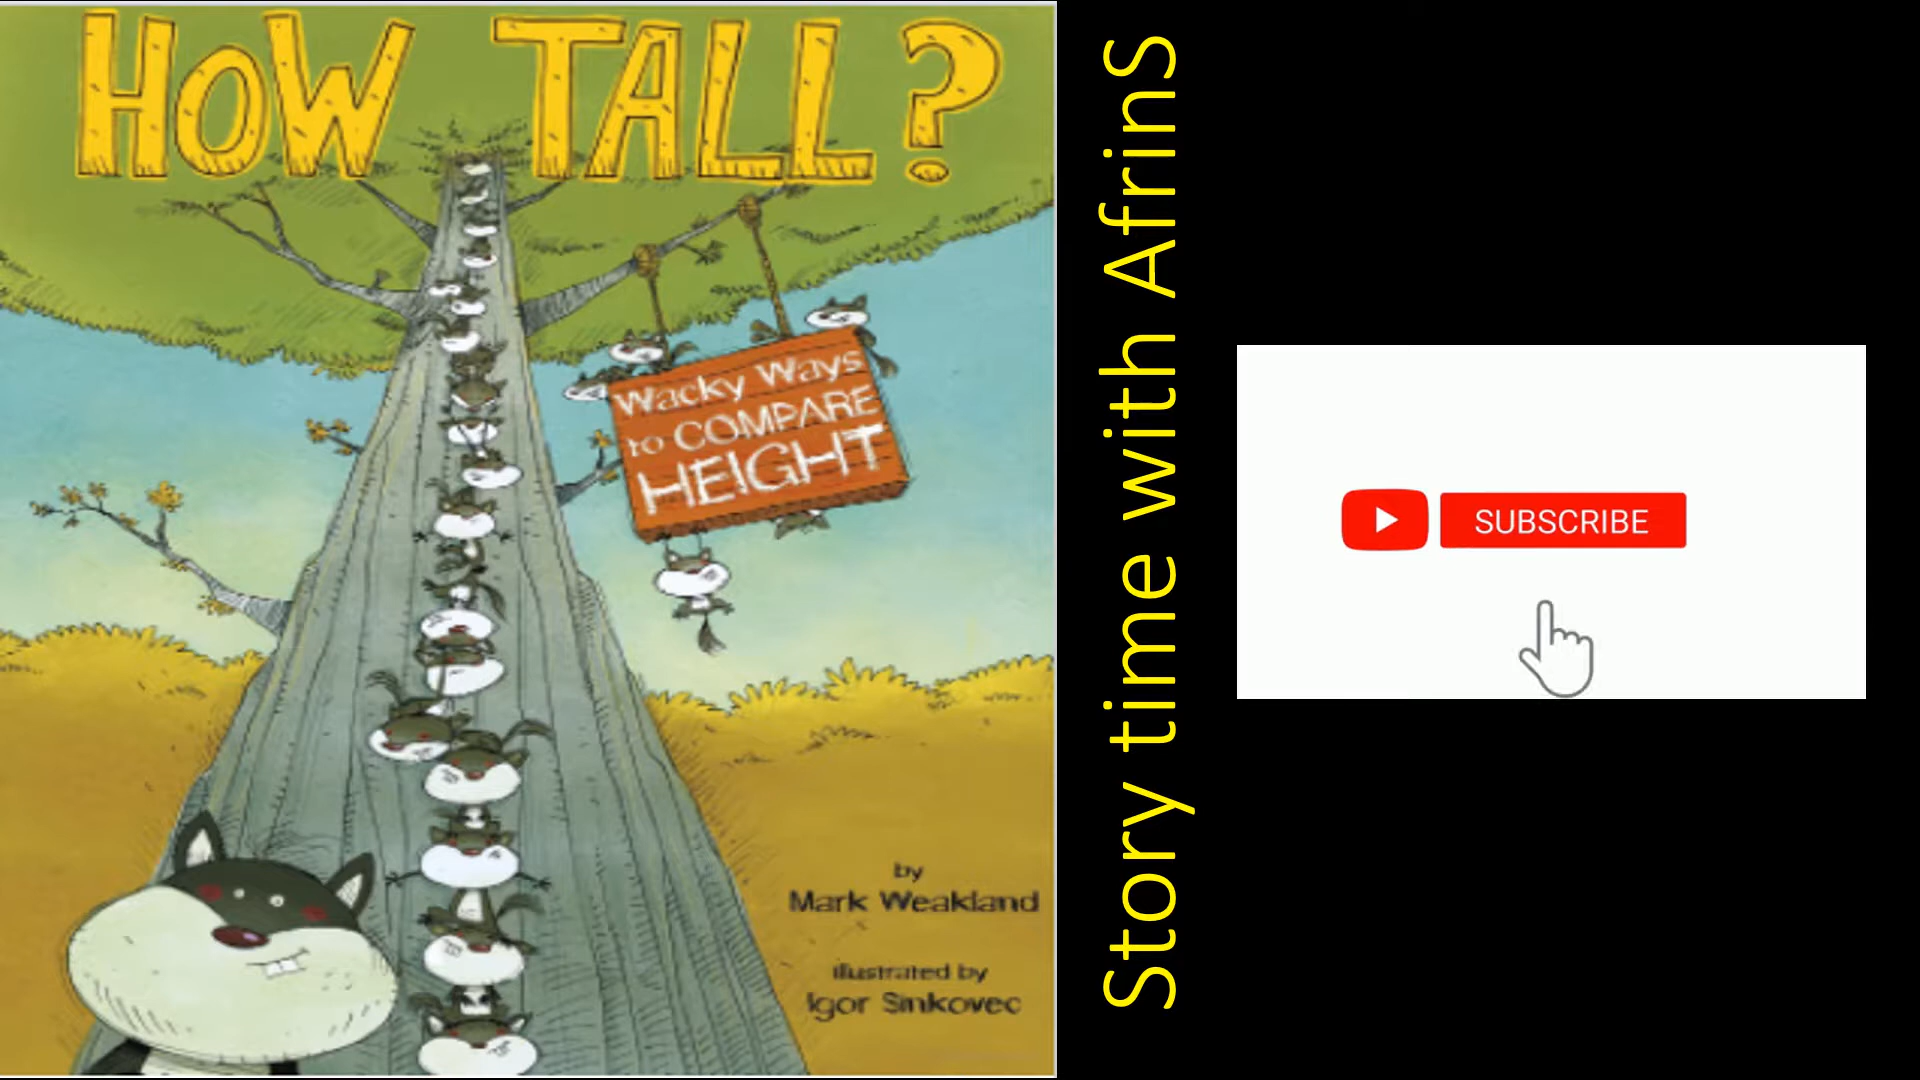 HOW TALL?
Wacky Ways
to COMPARE
HEIGHT
by
Mark Weakland
illustrated by
Igor Sinkovec
Story time with AfrinS
SUBSCRIBE